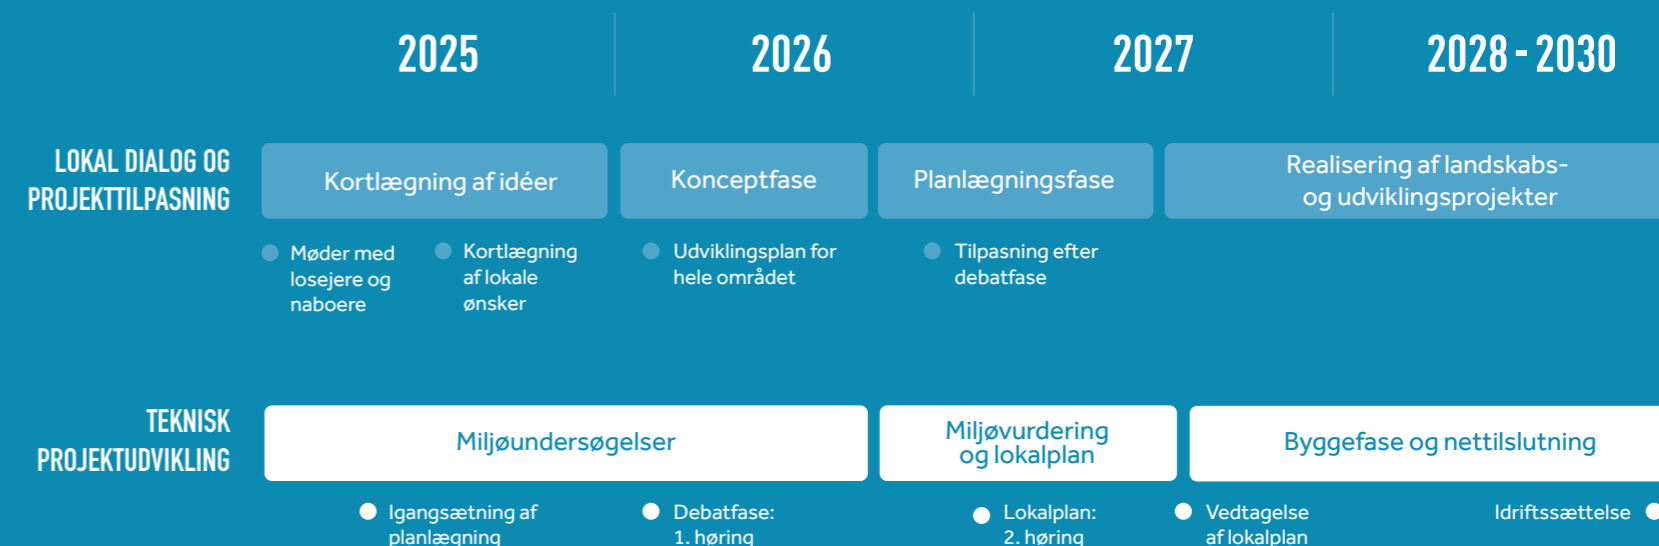 2025
2026
2027
2028 - 2030
LOKAL DIALOG OG
PROJEKTTILPASNING
Kortlægning af idéer
Konceptfase
Planlægningsfase
Realisering af landskabs-
og udviklingsprojekter
Møder med
losejere og
naboere
Kortlægning
af lokale
ønsker
Udviklingsplan for
hele området
Tilpasning efter
debatfase
TEKNISK
PROJEKTUDVIKLING
Miljøundersøgelser
Miljøvurdering
og lokalplan
Byggefase og nettilslutning
Igangsætning af
planlægning
Debatfase:
1. høring
Lokalplan:
2. høring
Vedtagelse
af lokalplan
Idriftssættelse